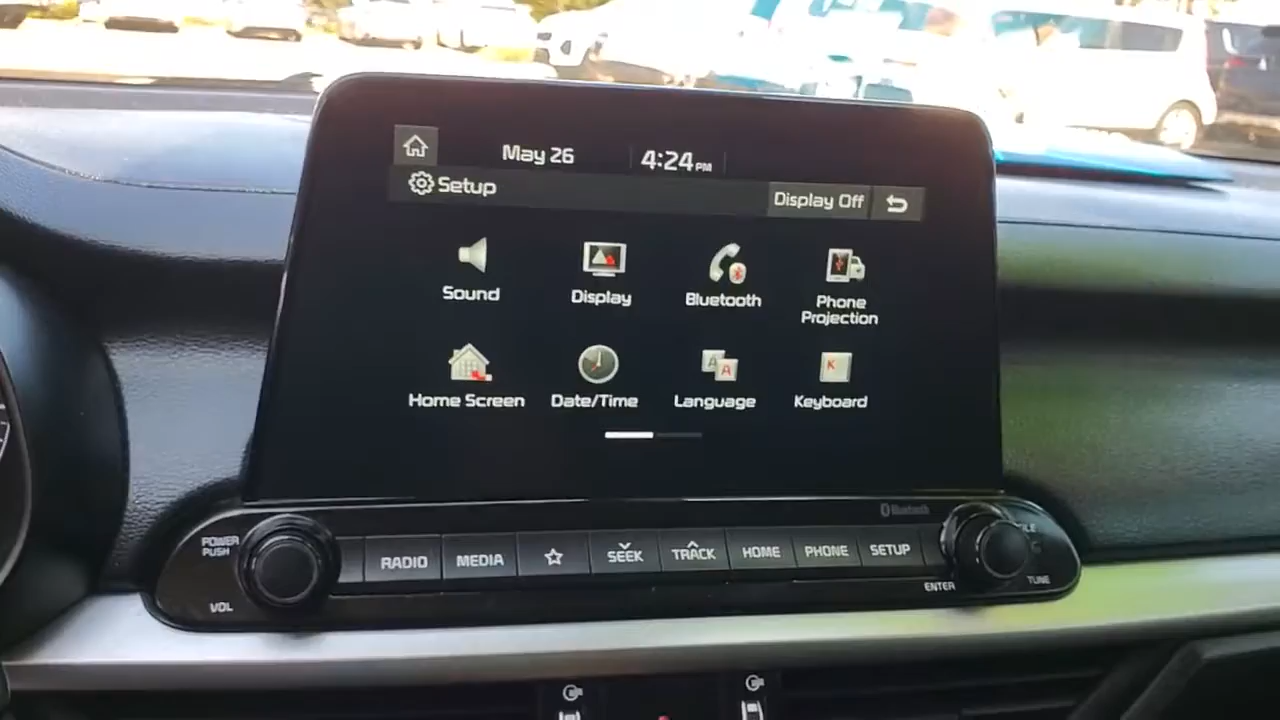 May 26
4:24 PM
Setup
Display Off
Sound
Display
Bluetooth
Phone
Projection
Home Screen
Date/Time
Language
Keyboard
Bluetooth
POWER
PUSH
RADIO
MEDIA
SEEK
TRACK
HOME
PHONE
SETUP
VOL
ENTER
TUNE